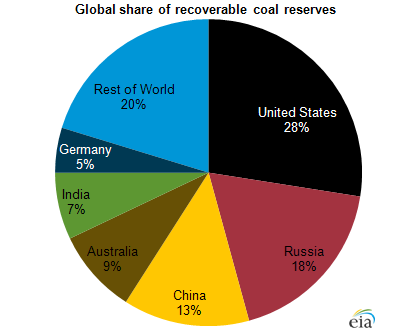 Global share of recoverable coal reserves
United States
28%
Russia
18%
China
13%
Australia
9%
India
7%
Germany
5%
Rest of World
20%
eia